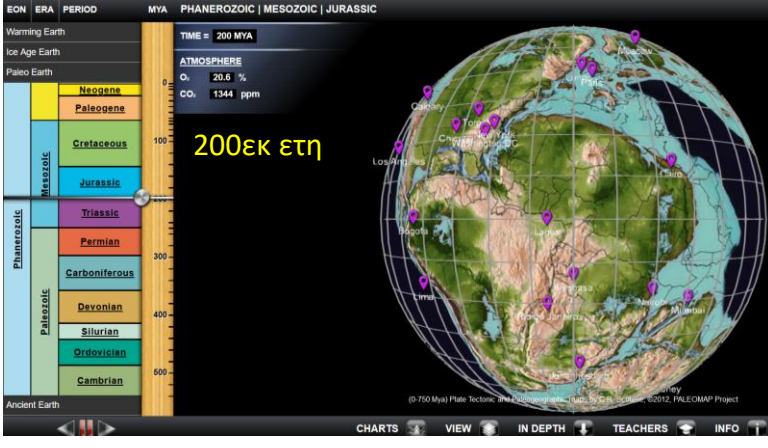 EON ERA PERIOD MYA PHANEROZOIC | MESOZOIC | JURASSIC
Warming Earth
Ice Age Earth
Paleo Earth
TIME = 200 MYA
ATMOSPHERE
O₂ 20.6 %
CO₂ 1344 ppm
200εκ ετη
0
100
300
400
500
Phanerozoic
Phanerozoic
Mesozoic
Paleozoic
Neogene
Paleogene
Cretaceous
Jurassic
Triassic
Permian
Carboniferous
Devonian
Silurian
Ordovician
Cambrian
Ancient Earth
Moscow
Paris
Calgary
Los Angeles
Cairo
Bogota
Lagos
Lima
Nairobi
Mumbai
(0-750 Mya) Plate Tectonic and Paleogeographic maps by C.R. Scotese, ©2012, PALEOMAP Project
CHARTS VIEW IN DEPTH TEACHERS INFO